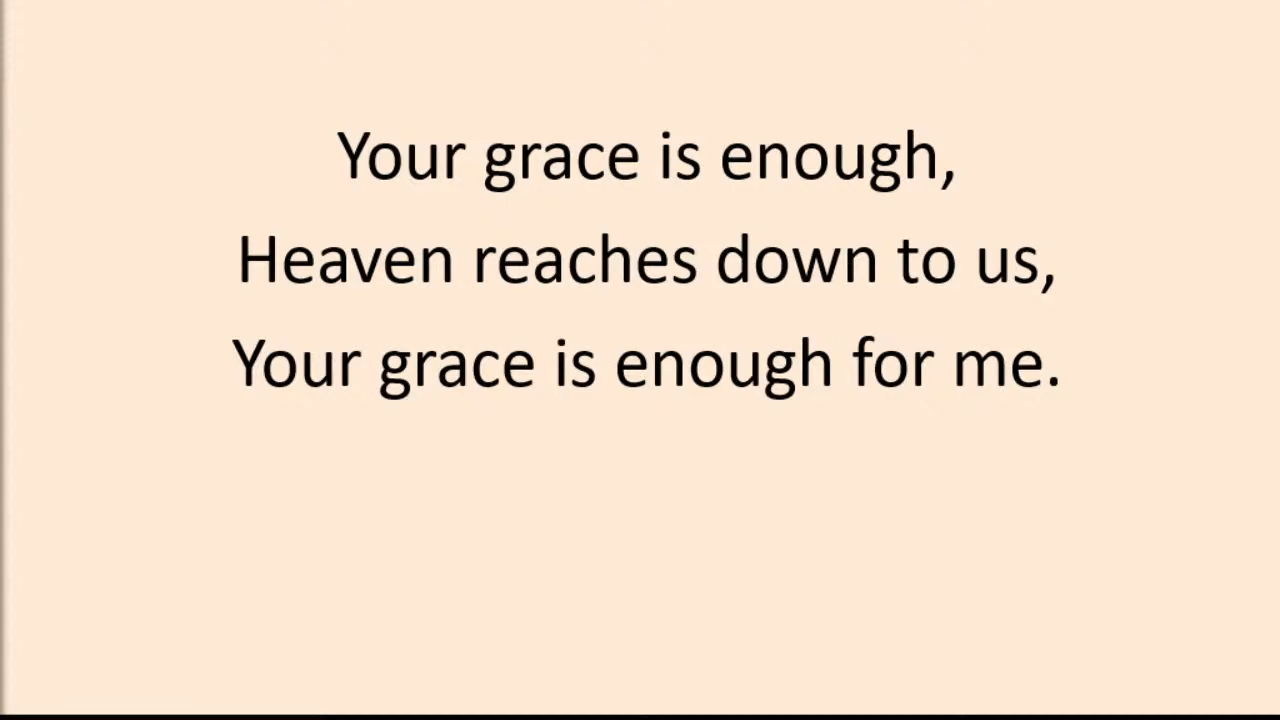 Your grace is enough,
Heaven reaches down to us,
Your grace is enough for me.